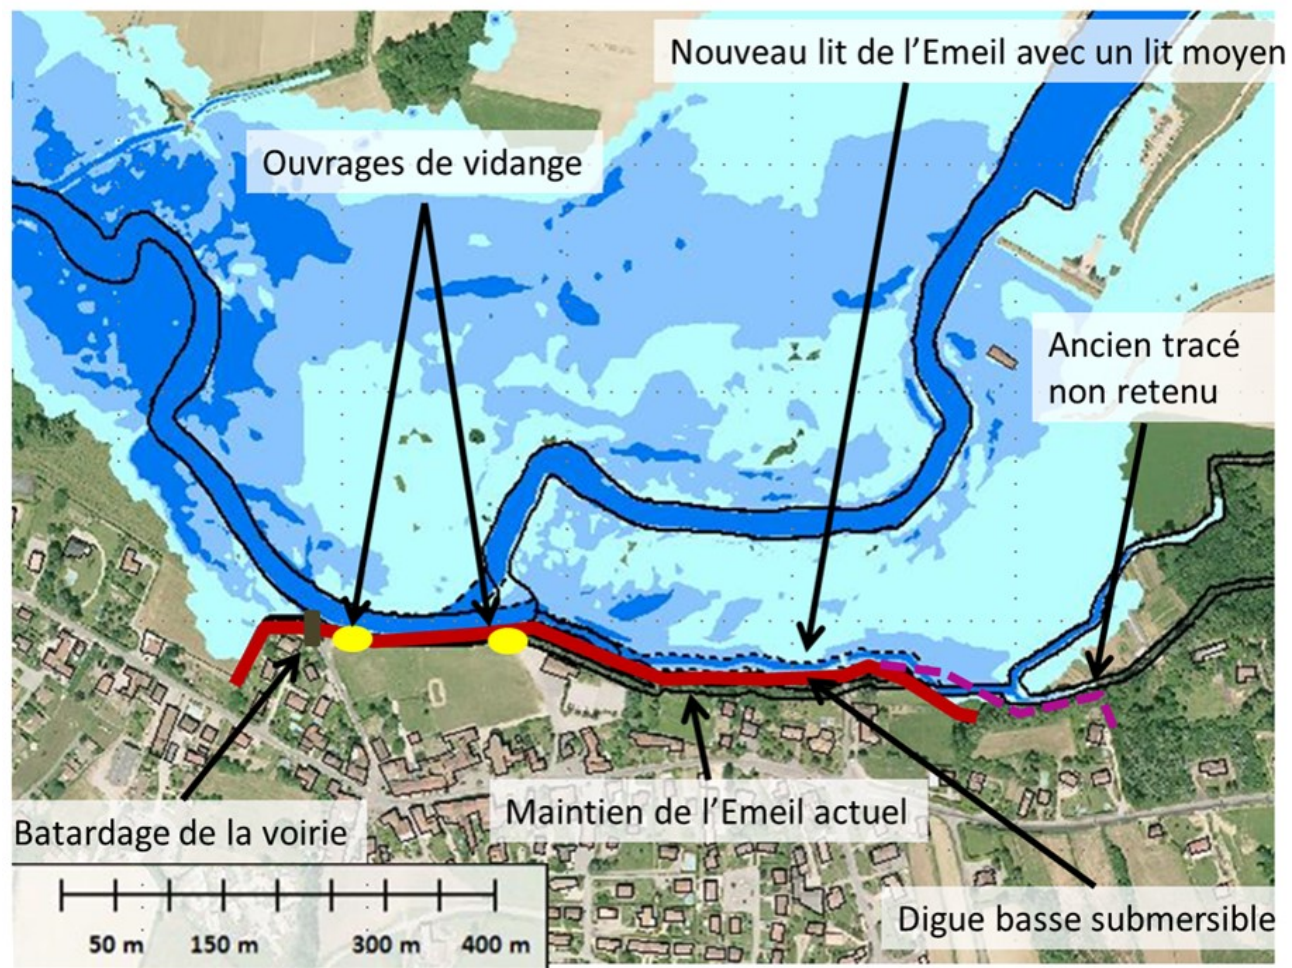 Nouveau lit de l’Emeil avec un lit moyen
Ouvrages de vidange
Ancien tracé
non retenu
Maintien de l’Emeil actuel
Batardage de la voirie
Digue basse submersible
50 m 150 m 300 m 400 m